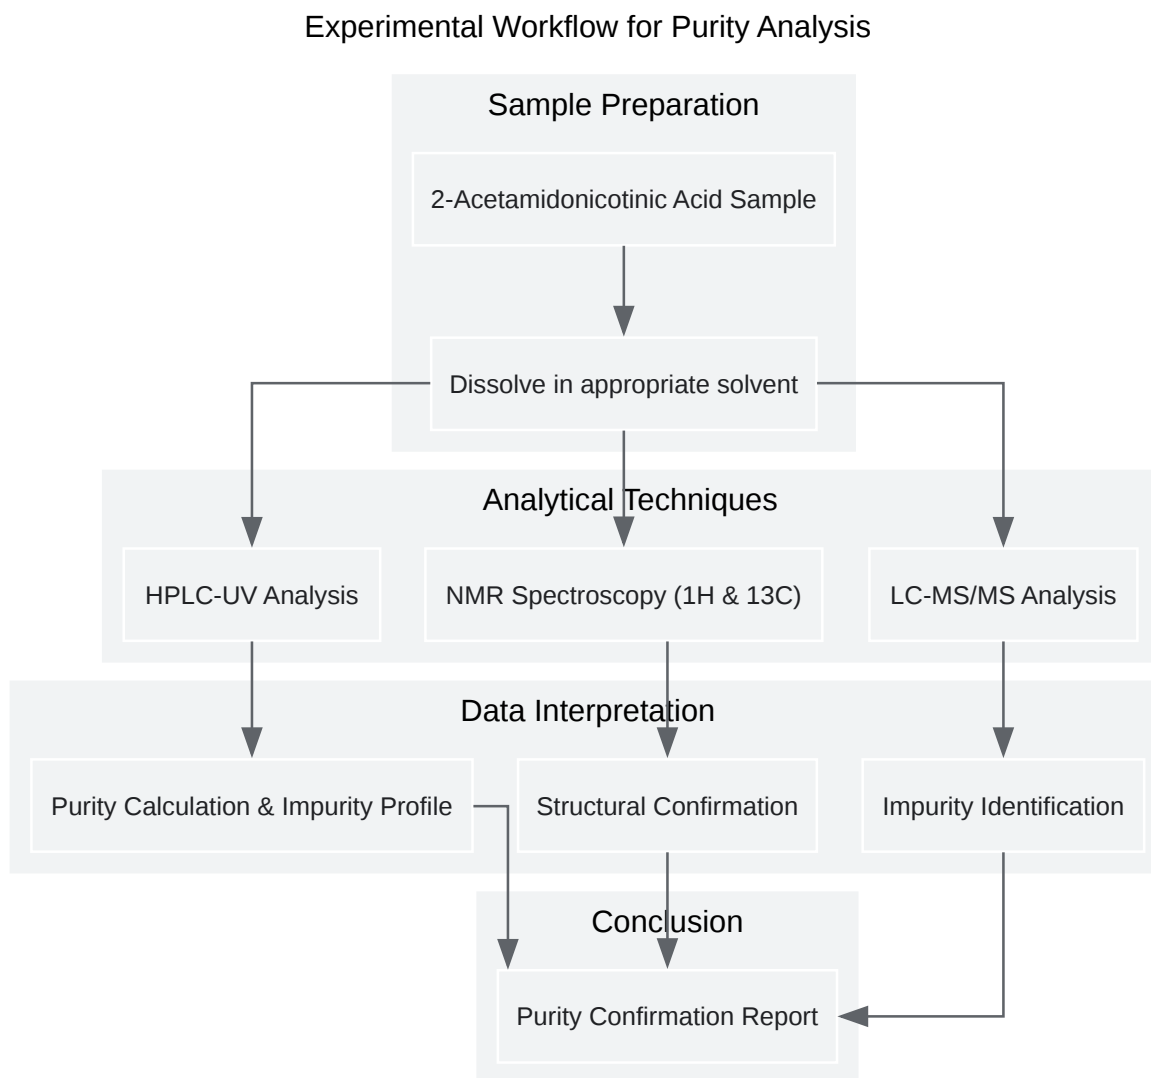 Experimental Workflow for Purity Analysis
Sample Preparation
2-Acetamidonicotinic Acid Sample
Dissolve in appropriate solvent
Analytical Techniques
HPLC-UV Analysis
NMR Spectroscopy (1H & 13C)
LC-MS/MS Analysis
Data Interpretation
Purity Calculation & Impurity Profile
Structural Confirmation
Impurity Identification
Conclusion
Purity Confirmation Report